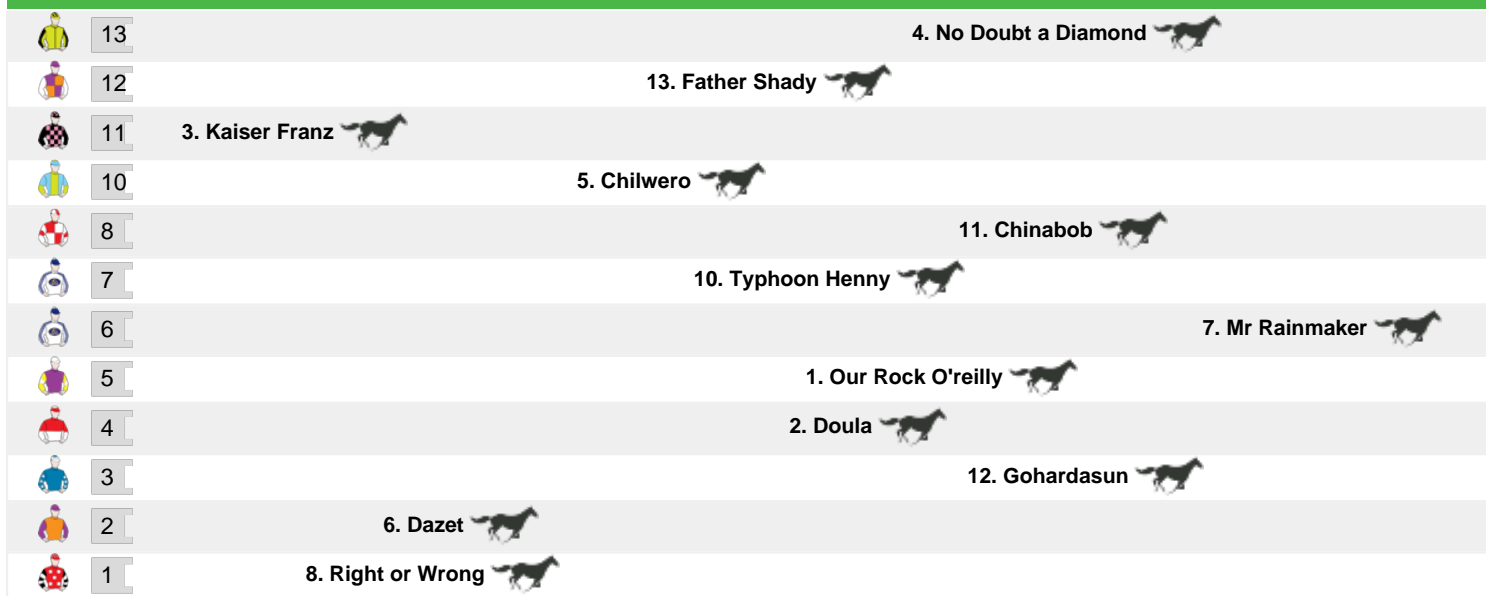 13 4. No Doubt a Diamond
12 13. Father Shady
11 3. Kaiser Franz
10 5. Chilwero
8 11. Chinabob
7 10. Typhoon Henny
6 7. Mr Rainmaker
5 1. Our Rock O'reilly
4 2. Doula
3 12. Gohardasun
2 6. Dazet
1 8. Right or Wrong